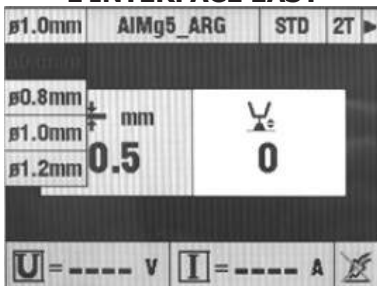 ø1.0mm AlMg5_ARG STD 2T
ø0.8mm
ø1.0mm
ø1.2mm
mm
0.5
0
U = ---- V I = ---- A